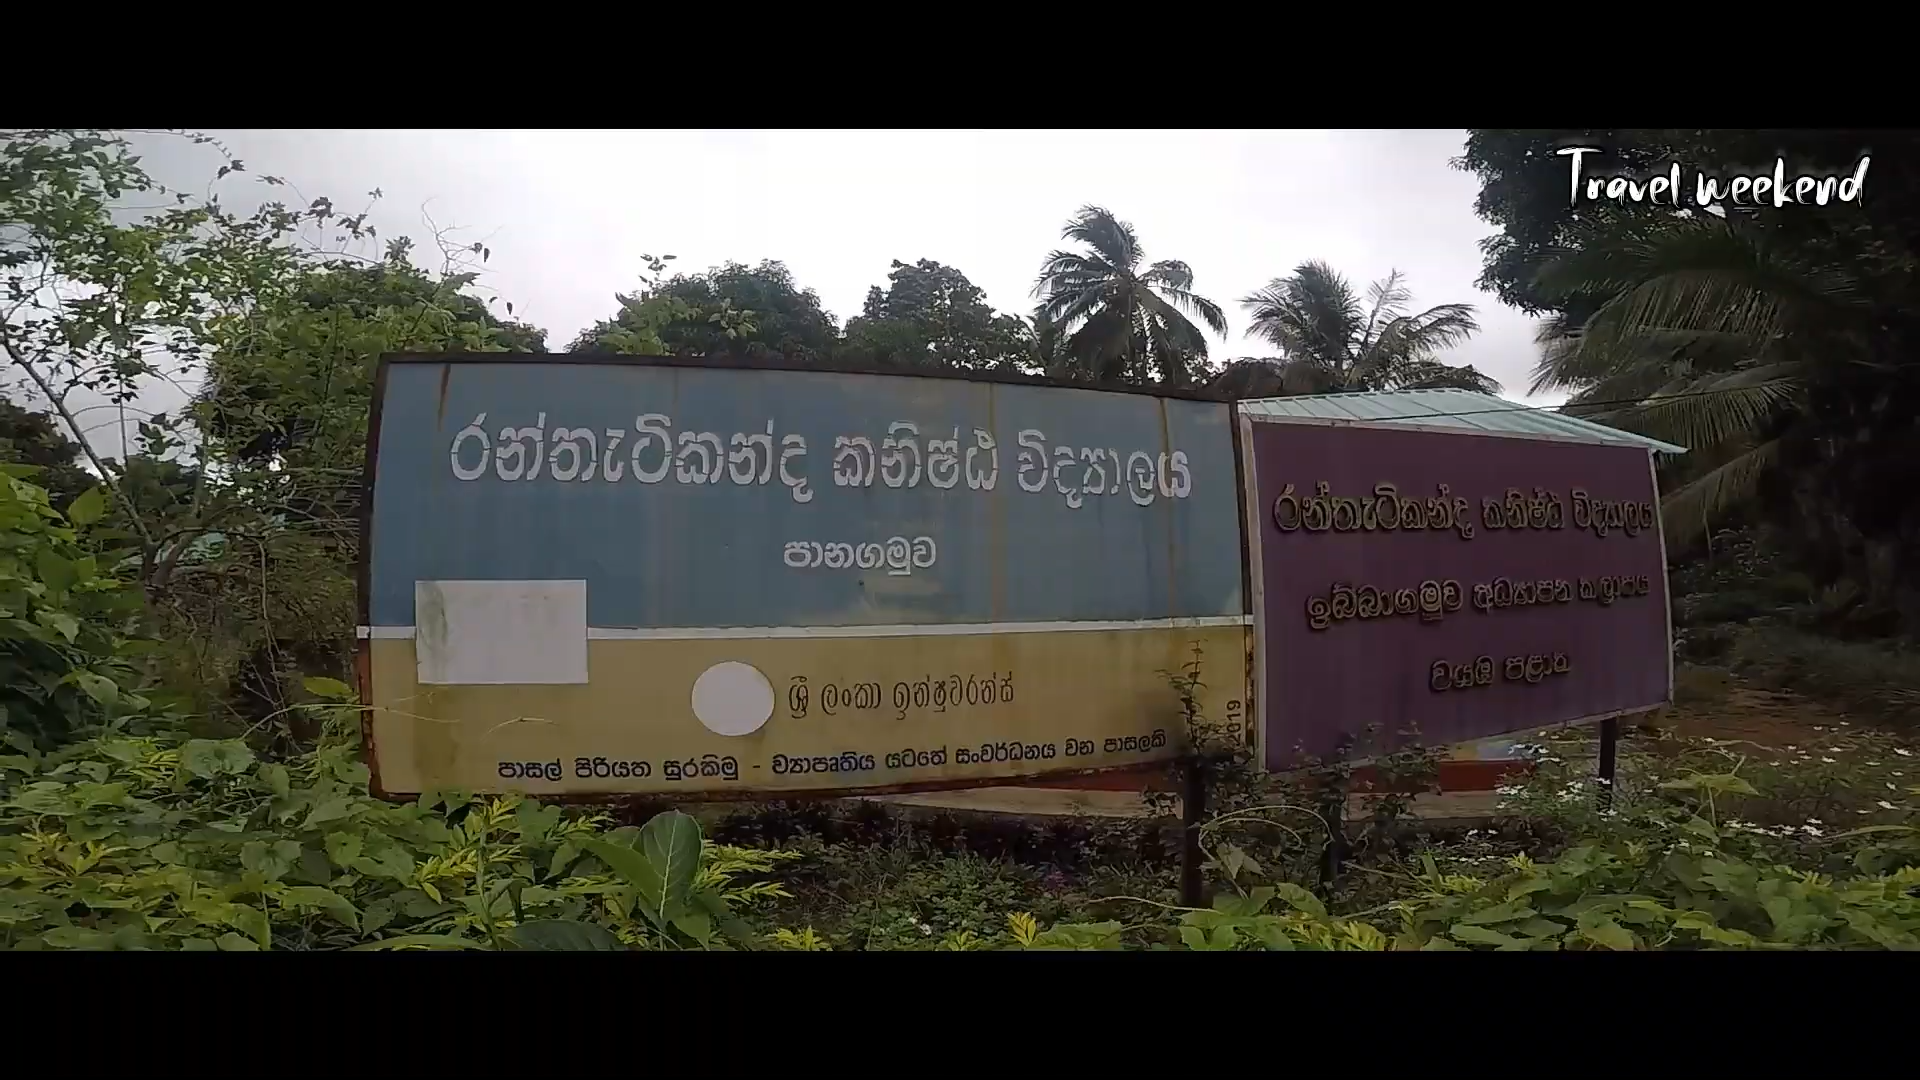 Travel weekend
රන්තැටිකන්ද කනිෂ්ඨ විද්‍යාලය
පානගමුව
ශ්‍රී ලංකා ඉන්ෂුවරන්ස්
පාසල් පිරියත සුරකිමු - ව්‍යාපෘතිය යටතේ සංවර්ධනය වන පාසලකි
2019
රන්තැටිකන්ද කනිෂ්ඨ විද්‍යාලය
ඉබ්බාගමුව අධ්‍යාපන කලාපය
වයඹ පළාත